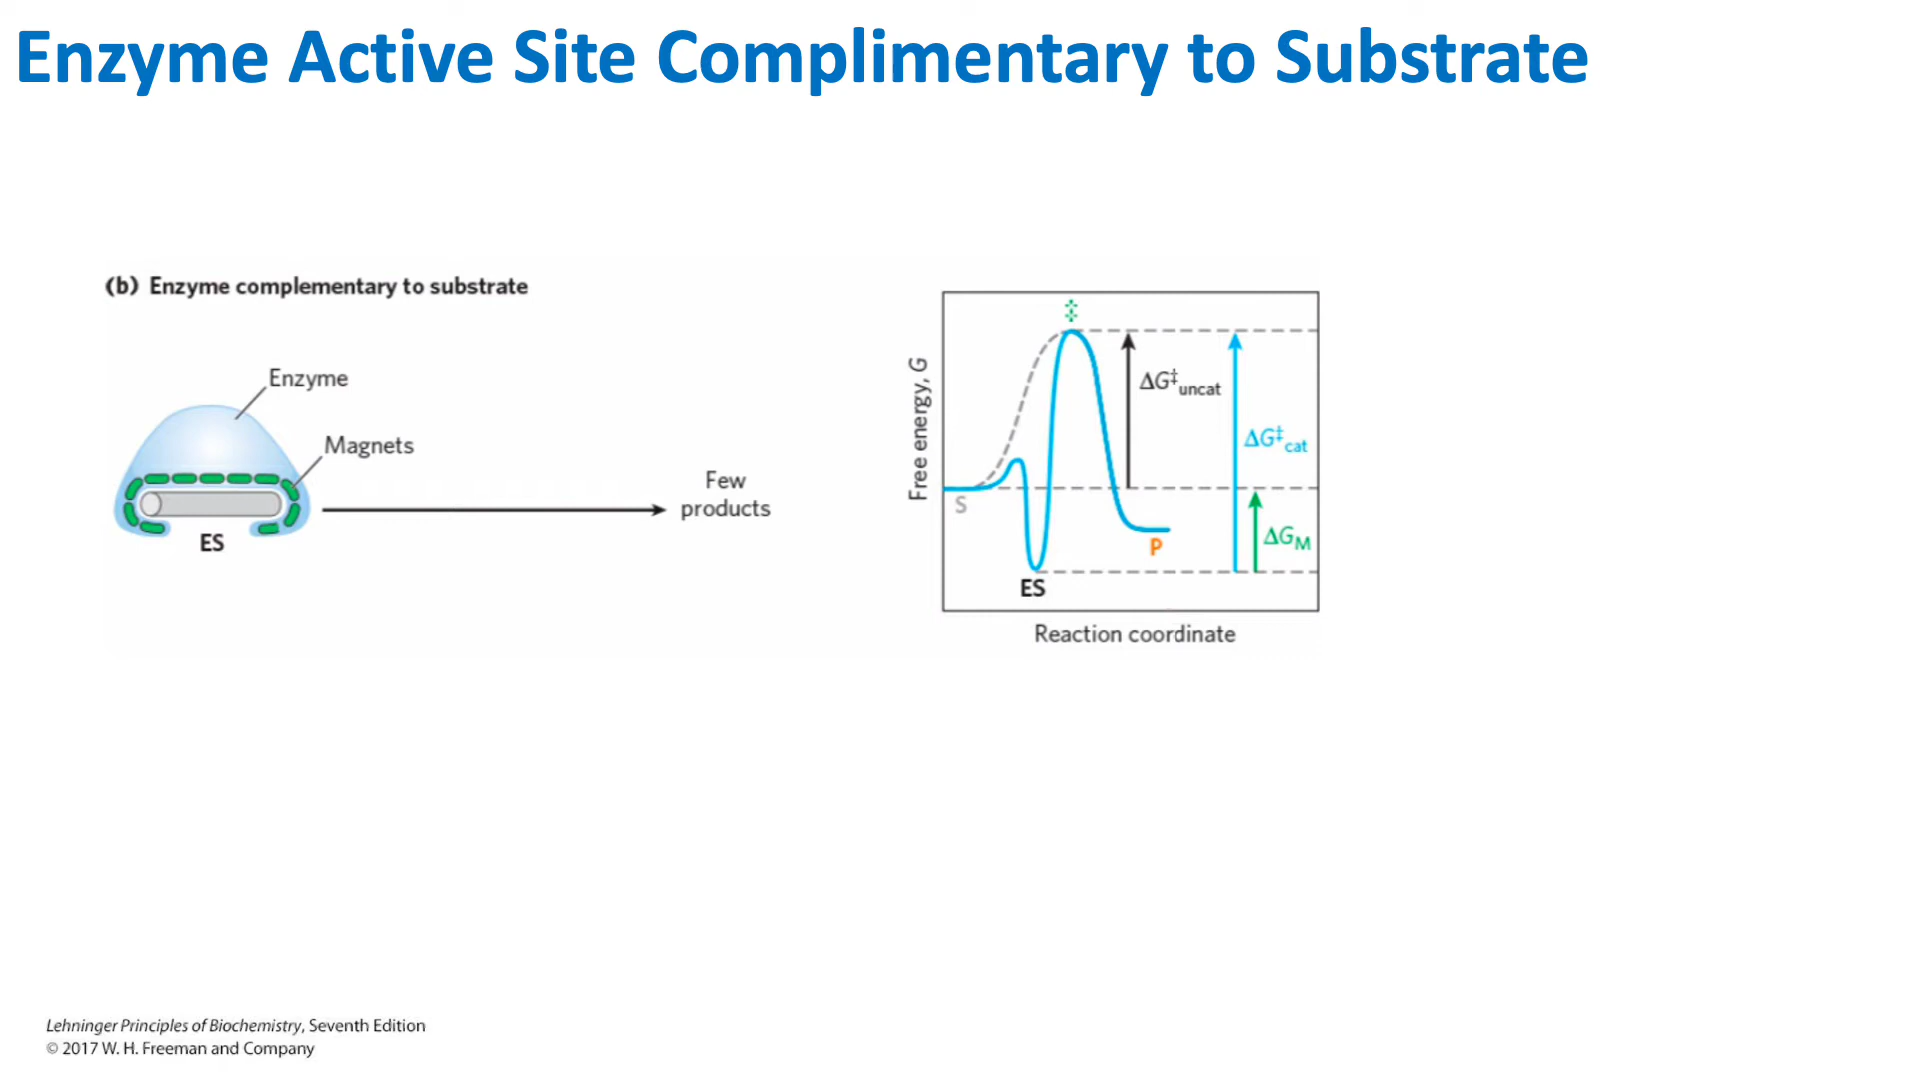 Enzyme Active Site Complimentary to Substrate
(b) Enzyme complementary to substrate
Enzyme
Magnets
ES
Few
products
Free energy, G
‡
ΔG‡uncat
ΔG‡cat
S
P
ΔGM
ES
Reaction coordinate
Lehninger Principles of Biochemistry, Seventh Edition
© 2017 W. H. Freeman and Company